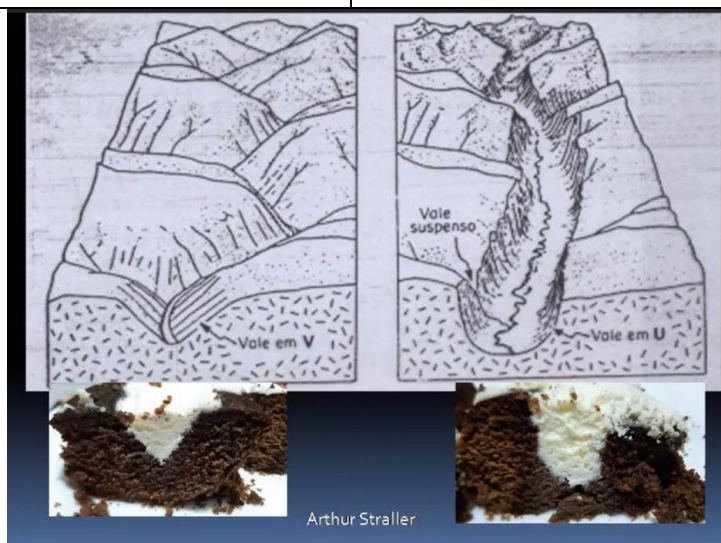 Vale
suspenso
Vale em V
Vale em U
Arthur Straller